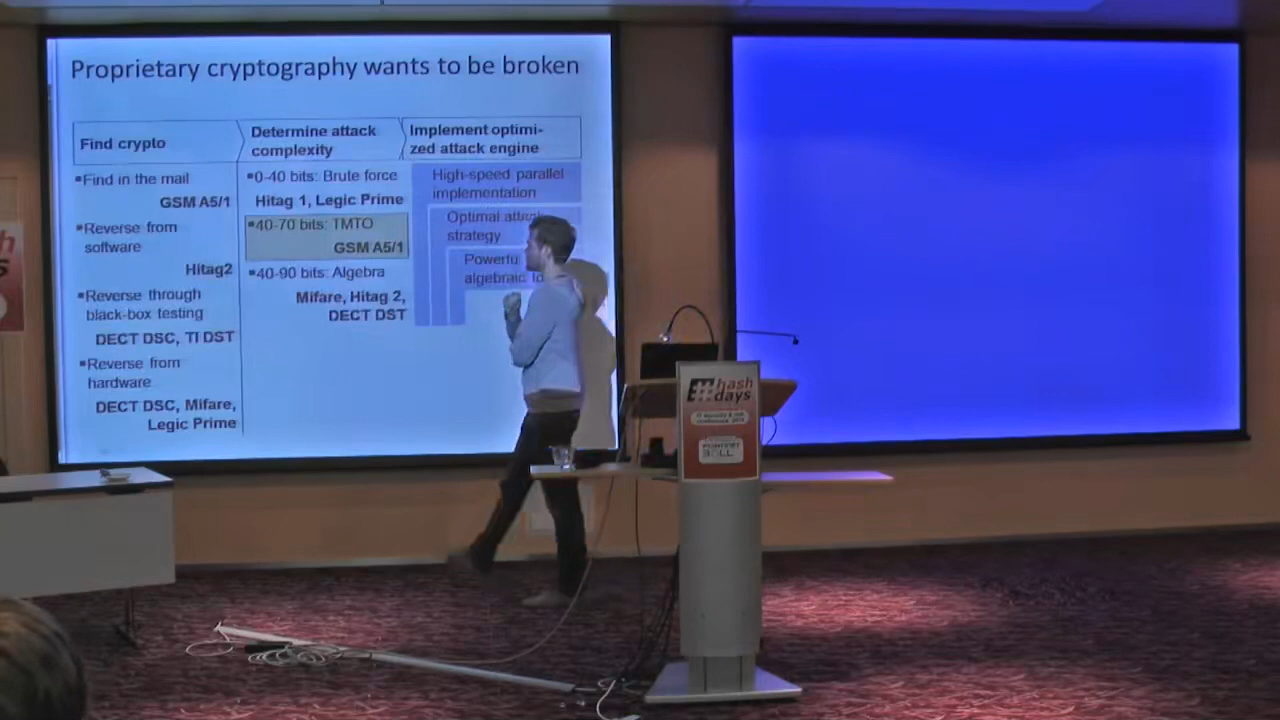 Proprietary cryptography wants to be broken
Find crypto
▪Find in the mail
GSM A5/1
▪Reverse from
software
Hitag2
▪Reverse through
black-box testing
DECT DSC, TI DST
▪Reverse from
hardware
DECT DSC, Mifare,
Legic Prime
Determine attack
complexity
▪0-40 bits: Brute force
Hitag 1, Legic Prime
▪40-70 bits: TMTO
GSM A5/1
▪40-90 bits: Algebra
Mifare, Hitag 2,
DECT DST
Implement optimi-
zed attack engine
High-speed parallel
implementation
Optimal
strategy
algebraic
#hash
days